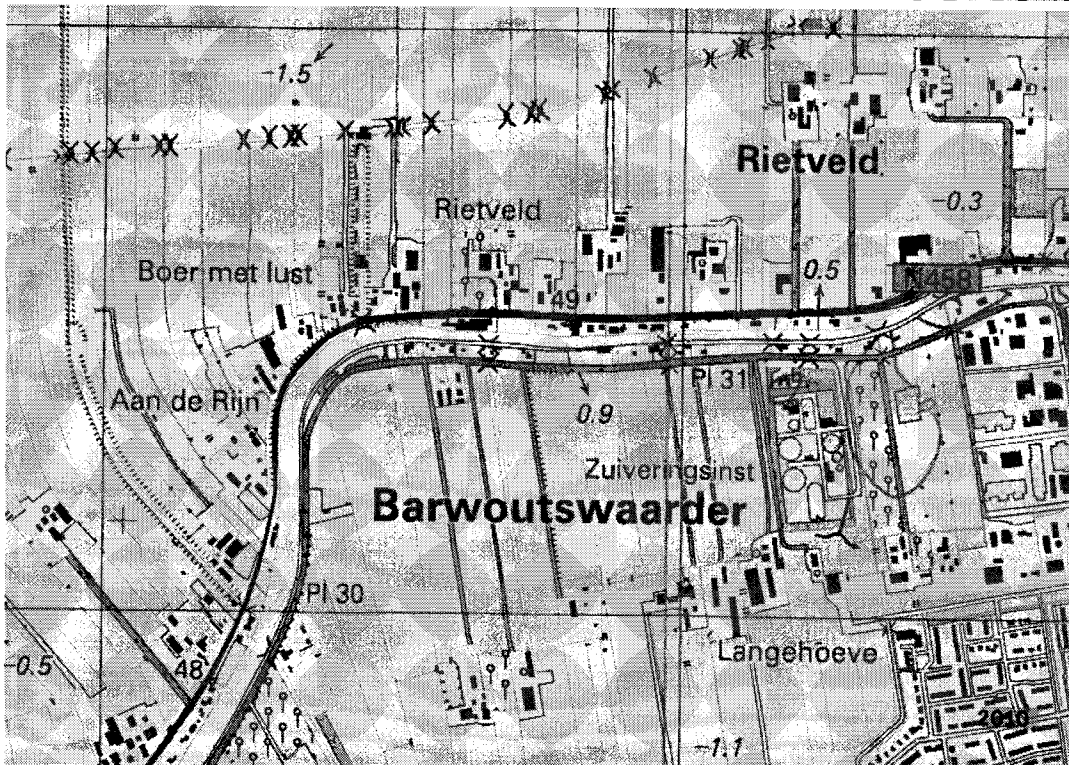 -1.5
Rietveld
-0.3
Rietveld
Boer met lust
0.5
N458
49
Pl 31
Aan de Rijn
0.9
Zuiveringsinst
Barwoutswaarder
Pl 30
Langehoeve
-0.5
48
2010
-1.1